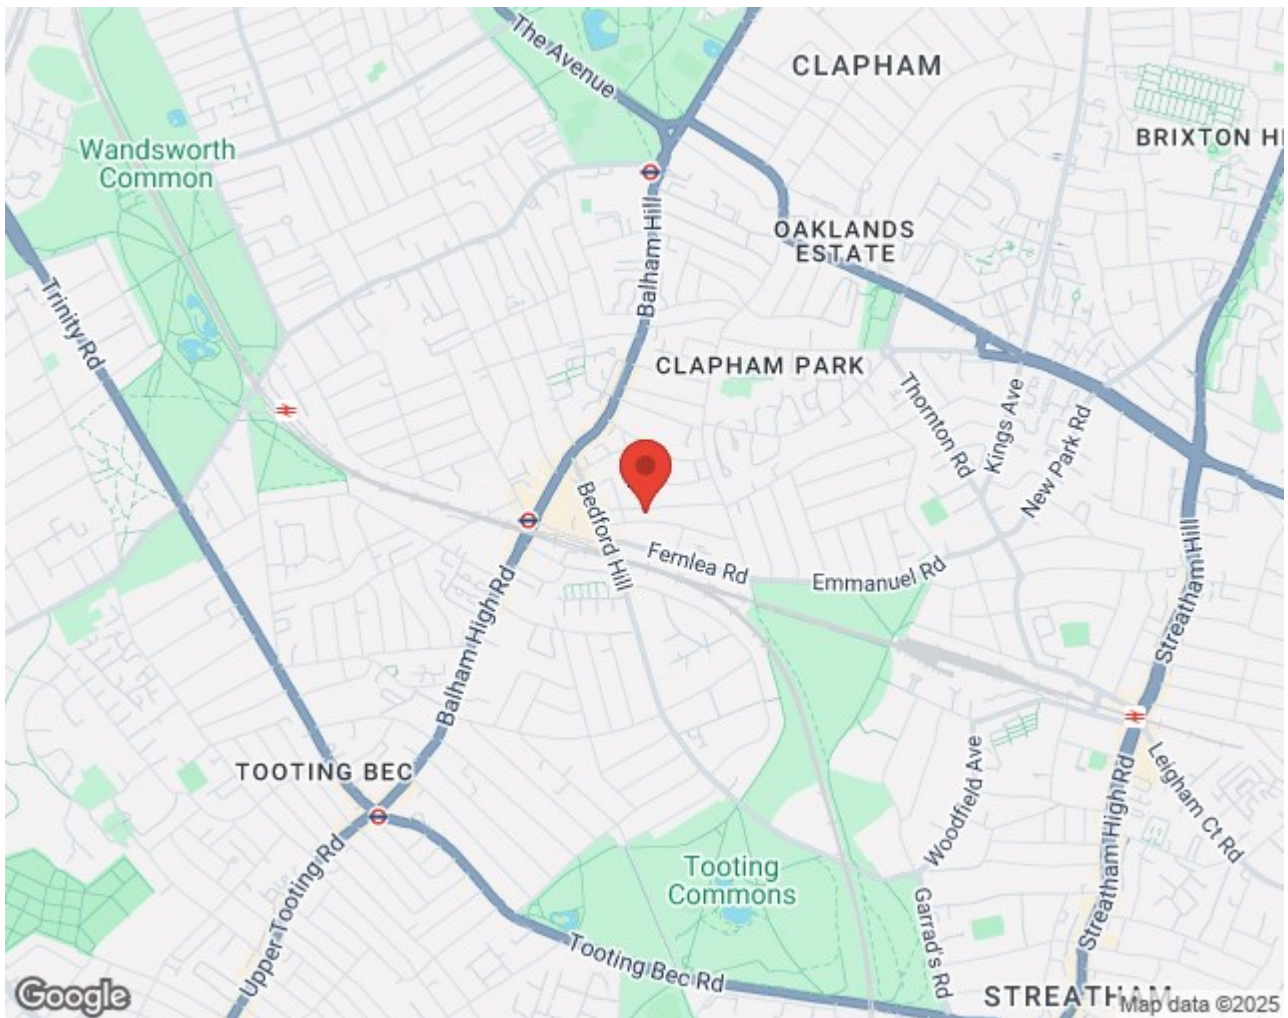 The Avenue
CLAPHAM
Wandsworth
Common
BRIXTON HI
Balham Hill
OAKLANDS
ESTATE
Trinity Rd
CLAPHAM PARK
Thornton Rd
Kings Ave
New Park Rd
Bedford Hill
Fernlea Rd
Emmanuel Rd
Streatham Hill
Balham High Rd
TOOTING BEC
Woodfield Ave
Leigham Ct Rd
Streatham High Rd
Upper Tooting Rd
Tooting
Commons
Garrad's Rd
Tooting Bec Rd
STREATHAM
Google
Map data ©2025